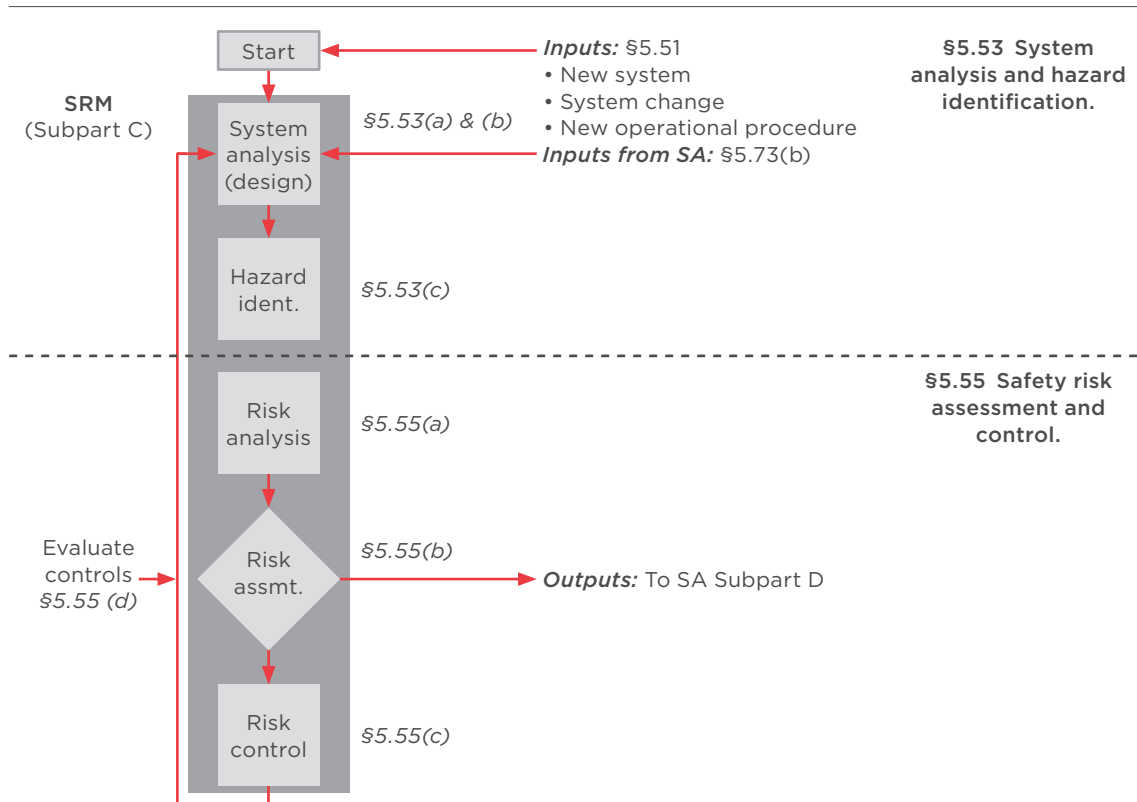 Start
Inputs: §5.51
• New system
• System change
• New operational procedure
Inputs from SA: §5.73(b)
§5.53 System
analysis and hazard
identification.
SRM
(Subpart C)
System
analysis
(design)
§5.53(a) & (b)
Hazard
ident.
§5.53(c)
§5.55 Safety risk
assessment and
control.
Risk
analysis
§5.55(a)
Evaluate
controls
§5.55 (d)
Risk
assmt.
§5.55(b)
Outputs: To SA Subpart D
Risk
control
§5.55(c)